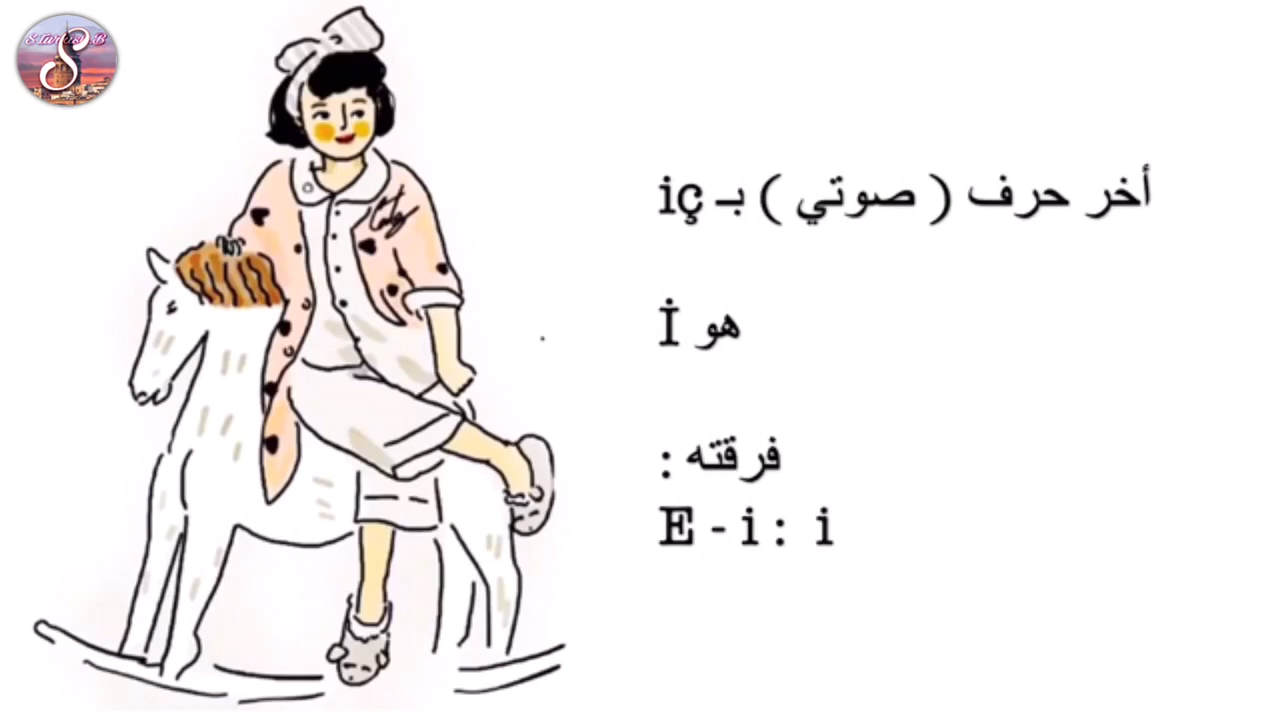 S
أخر حرف ( صوتي ) بـ iç
هو İ
فرقته :
E - i : i